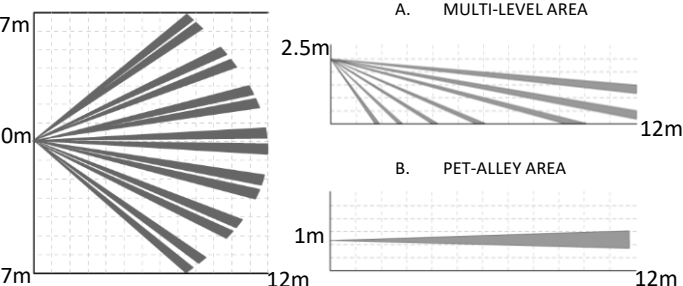 7m
0m
7m
12m
A. MULTI-LEVEL AREA
2.5m
12m
B. PET-ALLEY AREA
1m
12m